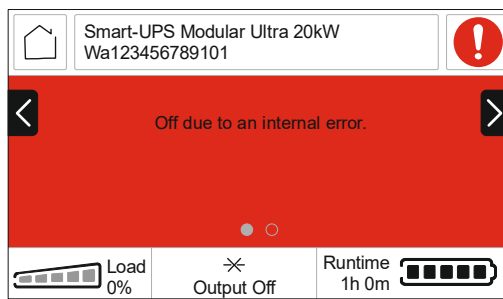 Smart-UPS Modular Ultra 20kW
Wa123456789101
Off due to an internal error.
Load
0%
Output Off
Runtime
1h 0m